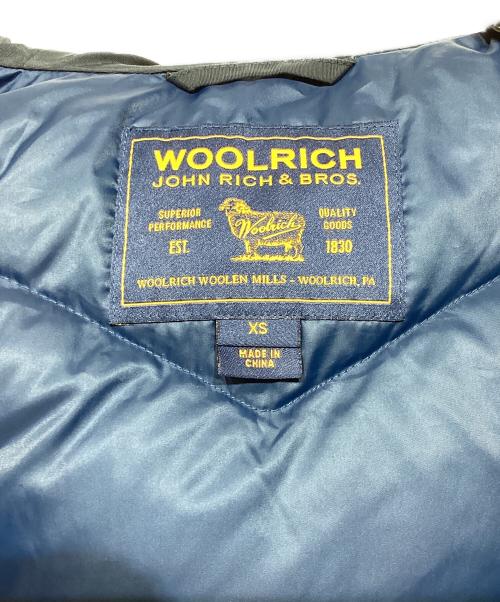 WOOLRICH
JOHN RICH & BROS.
SUPERIOR PERFORMANCE
QUALITY GOODS
Woolrich
EST.
1830
WOOLRICH WOOLEN MILLS - WOOLRICH, PA
XS
MADE IN
CHINA